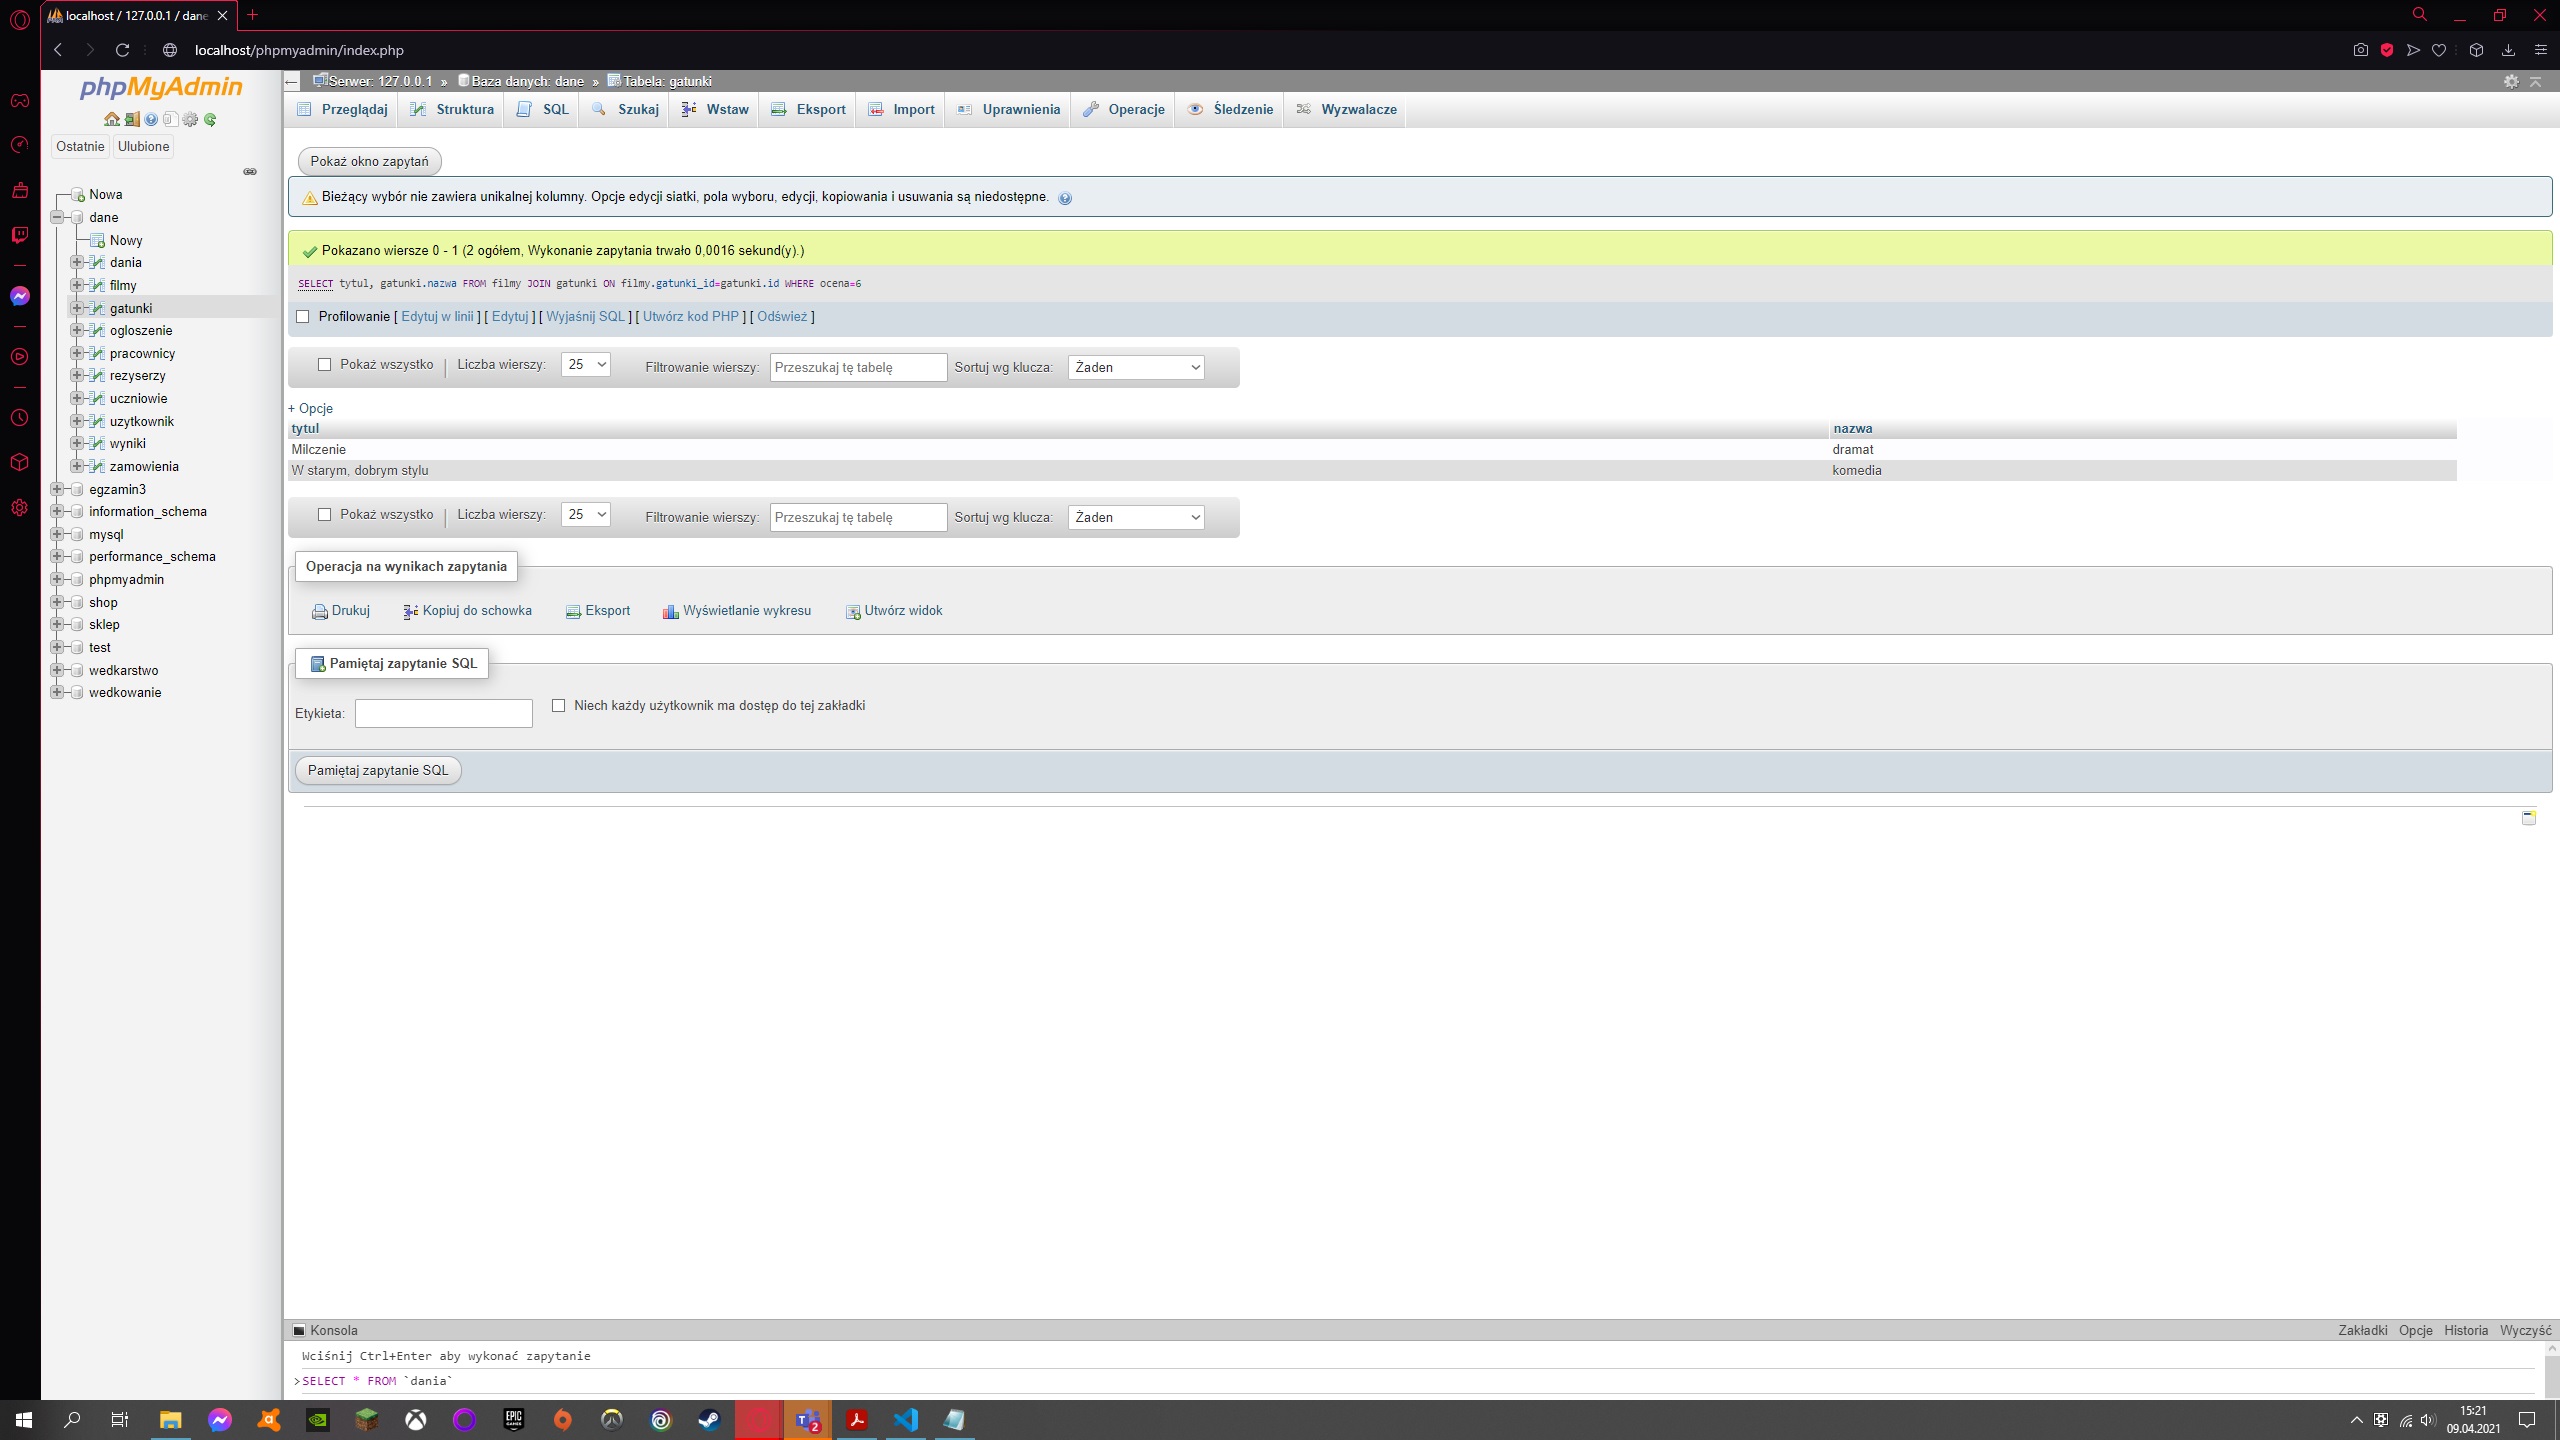 localhost / 127.0.0.1 / dane
localhost/phpmyadmin/index.php
phpMyAdmin
Ostatnie Ulubione
Nowa
dane
Nowy
dania
filmy
gatunki
ogloszenie
pracownicy
rezyserzy
uczniowie
uzytkownik
wyniki
zamowienia
egzamin3
information_schema
mysql
performance_schema
phpmyadmin
shop
sklep
test
wedkarstwo
wedkowanie
Serwer: 127.0.0.1 » Baza danych: dane » Tabela: gatunki
Przeglądaj Struktura SQL Szukaj Wstaw Eksport Import Uprawnienia Operacje Śledzenie Wyzwalacze
Pokaż okno zapytań
Bieżący wybór nie zawiera unikalnej kolumny. Opcje edycji siatki, pola wyboru, edycji, kopiowania i usuwania są niedostępne.
Pokazano wiersze 0 - 1 (2 ogółem, Wykonanie zapytania trwało 0,0016 sekund(y).)
SELECT tytul, gatunki.nazwa FROM filmy JOIN gatunki ON filmy.gatunki_id=gatunki.id WHERE ocena=6
Profilowanie [ Edytuj w linii ] [ Edytuj ] [ Wyjaśnij SQL ] [ Utwórz kod PHP ] [ Odśwież ]
Pokaż wszystko | Liczba wierszy: 25 Filtrowanie wierszy: Przeszukaj tę tabelę Sortuj wg klucza: Żaden
+ Opcje
tytul nazwa
Milczenie dramat
W starym, dobrym stylu komedia
Pokaż wszystko | Liczba wierszy: 25 Filtrowanie wierszy: Przeszukaj tę tabelę Sortuj wg klucza: Żaden
Operacja na wynikach zapytania
Drukuj Kopiuj do schowka Eksport Wyświetlanie wykresu Utwórz widok
Pamiętaj zapytanie SQL
Etykieta: Niech każdy użytkownik ma dostęp do tej zakładki
Pamiętaj zapytanie SQL
Konsola Zakładki Opcje Historia Wyczyść
Wciśnij Ctrl+Enter aby wykonać zapytanie
>SELECT * FROM `dania`
EPIC GAMES
T 2
15:21
09.04.2021